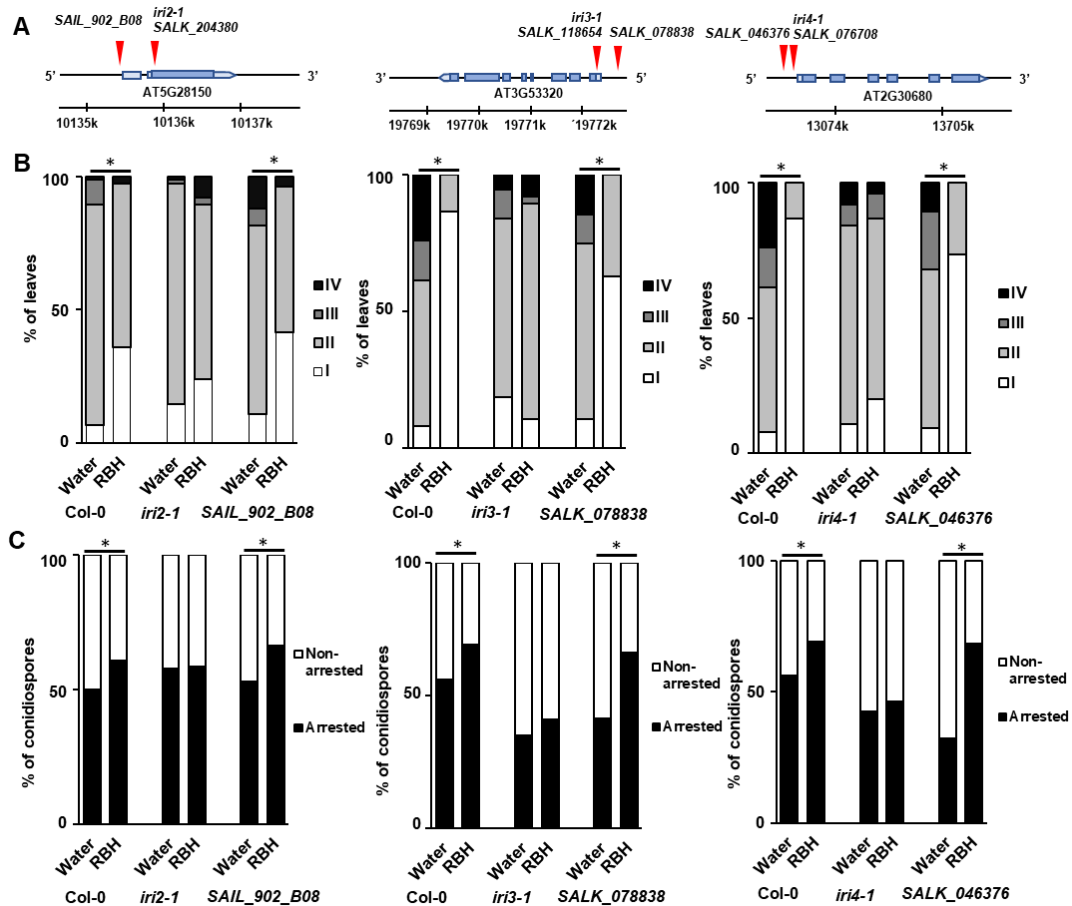 A
SAIL_902_B08
iri2-1
SALK_204380
5' 3'
AT5G28150
10135k 10136k 10137k
iri3-1
SALK_118654 SALK_078838
3' 5'
AT3G53320
19769k 19770k 19771k 19772k
iri4-1
SALK_046376 SALK_076708
5' 3'
AT2G30680
13074k 13705k
B
% of leaves
100
50
0
* *
IV
III
II
I
Water RBH Water RBH Water RBH
Col-0 iri2-1 SAIL_902_B08
% of leaves
100
50
0
* *
IV
III
II
I
Water RBH Water RBH Water RBH
Col-0 iri3-1 SALK_078838
% of leaves
100
50
0
* *
IV
III
II
I
Water RBH Water RBH Water RBH
Col-0 iri4-1 SALK_046376
C
% of conidiospores
100
50
0
* *
Non-
arrested
Arrested
Water RBH Water RBH Water RBH
Col-0 iri2-1 SAIL_902_B08
% of conidiospores
100
50
0
* *
Non-
arrested
Arrested
Water RBH Water RBH Water RBH
Col-0 iri3-1 SALK_078838
% of conidiospores
100
50
0
* *
Non-
arrested
Arrested
Water RBH Water RBH Water RBH
Col-0 iri4-1 SALK_046376